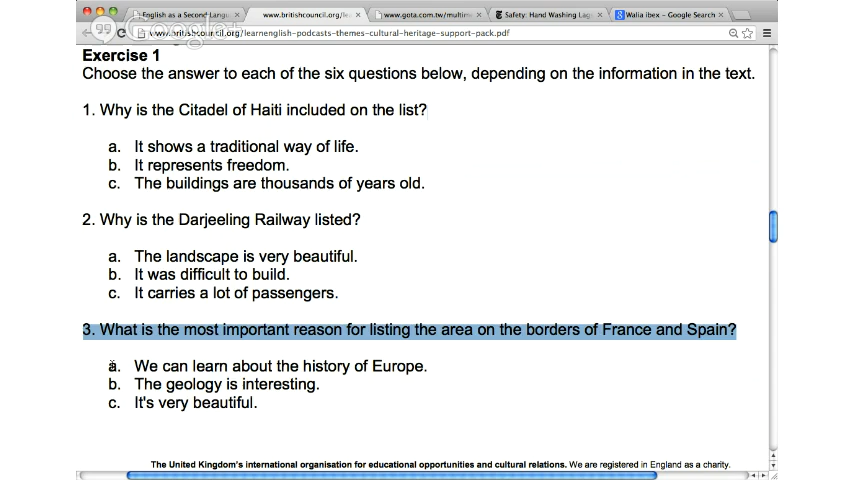 English as a Second Langu
www.britishcouncil.org/le
www.gota.com.tw/multim
Safety: Hand Washing Lag
Walia ibex - Google Search
www.britishcouncil.org/learnenglish-podcasts-themes-cultural-heritage-support-pack.pdf
Exercise 1
Choose the answer to each of the six questions below, depending on the information in the text.
1. Why is the Citadel of Haiti included on the list?
a. It shows a traditional way of life.
b. It represents freedom.
c. The buildings are thousands of years old.
2. Why is the Darjeeling Railway listed?
a. The landscape is very beautiful.
b. It was difficult to build.
c. It carries a lot of passengers.
3. What is the most important reason for listing the area on the borders of France and Spain?
a. We can learn about the history of Europe.
b. The geology is interesting.
c. It's very beautiful.
The United Kingdom's international organisation for educational opportunities and cultural relations. We are registered in England as a charity.